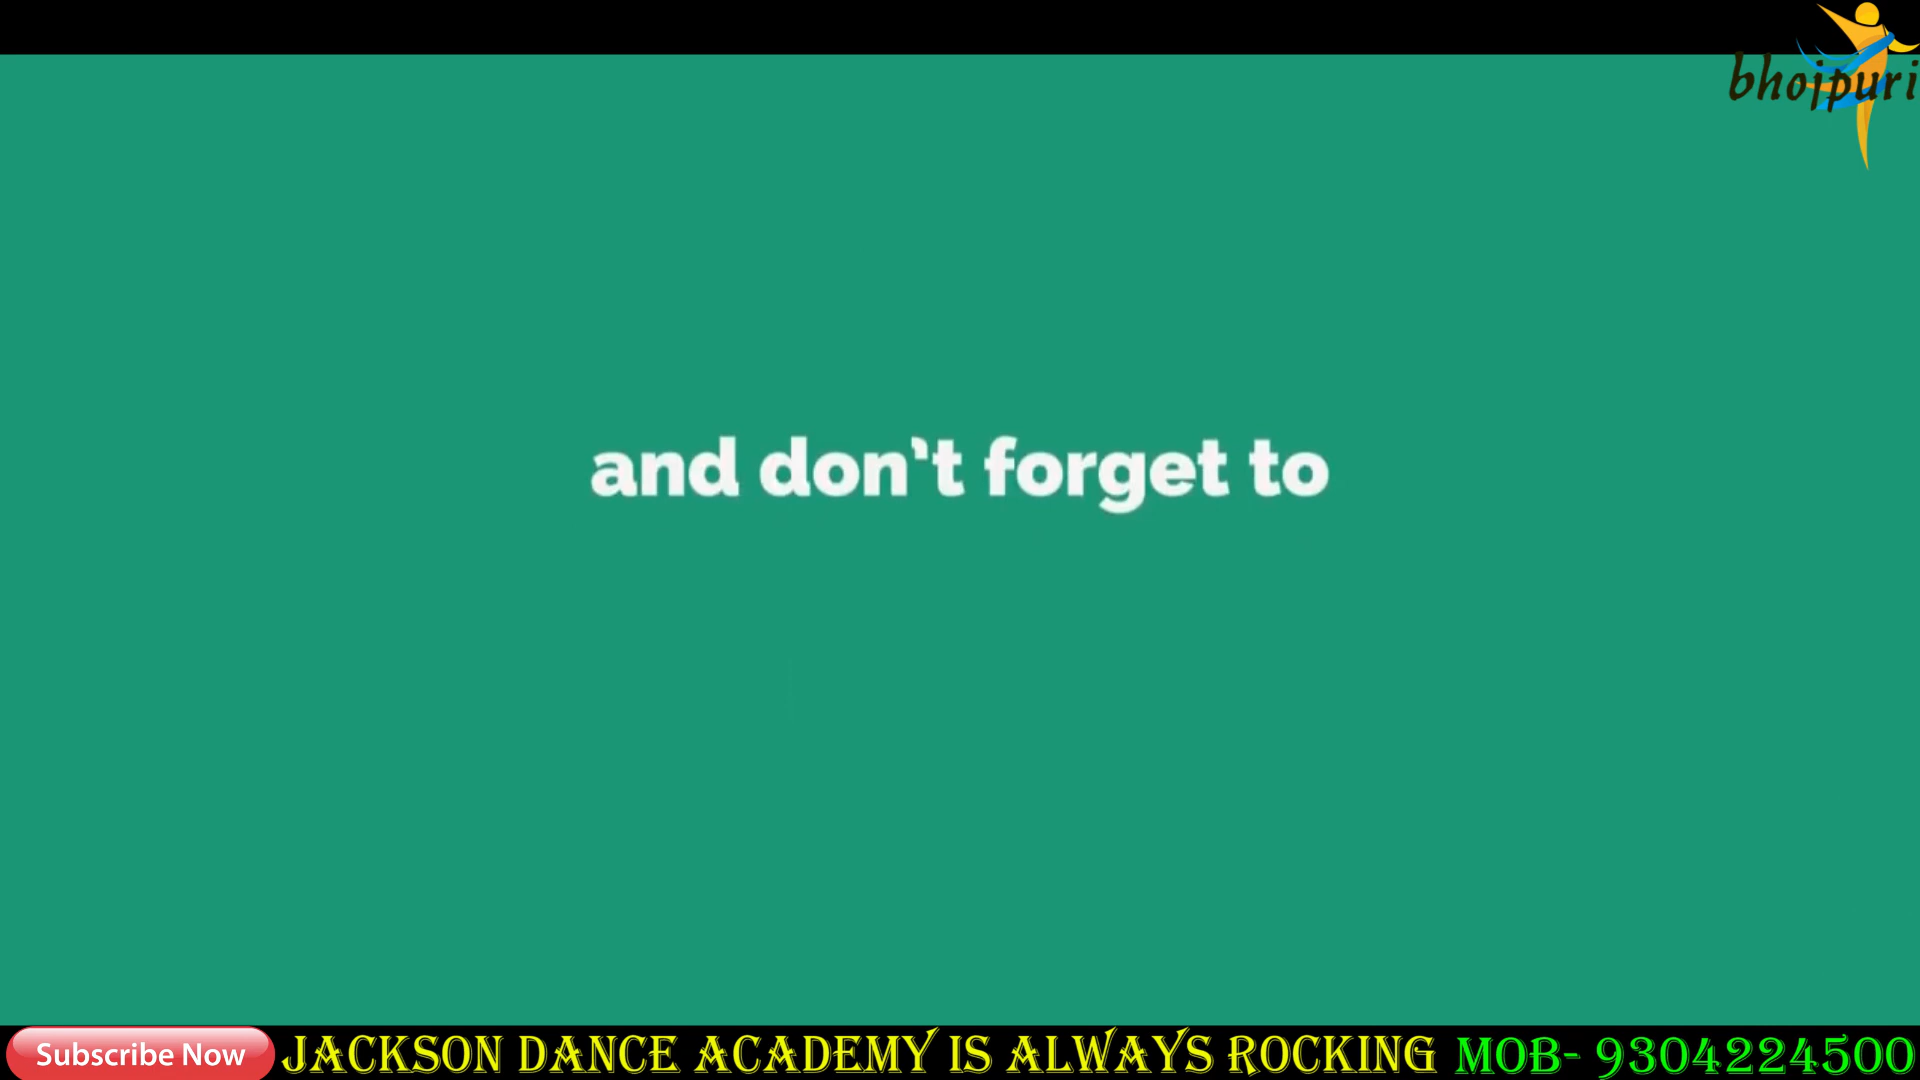 bhojpuri
and don't forget to
Subscribe Now JACKSON DANCE ACADEMY IS ALWAYS ROCKING MOB- 9304224500